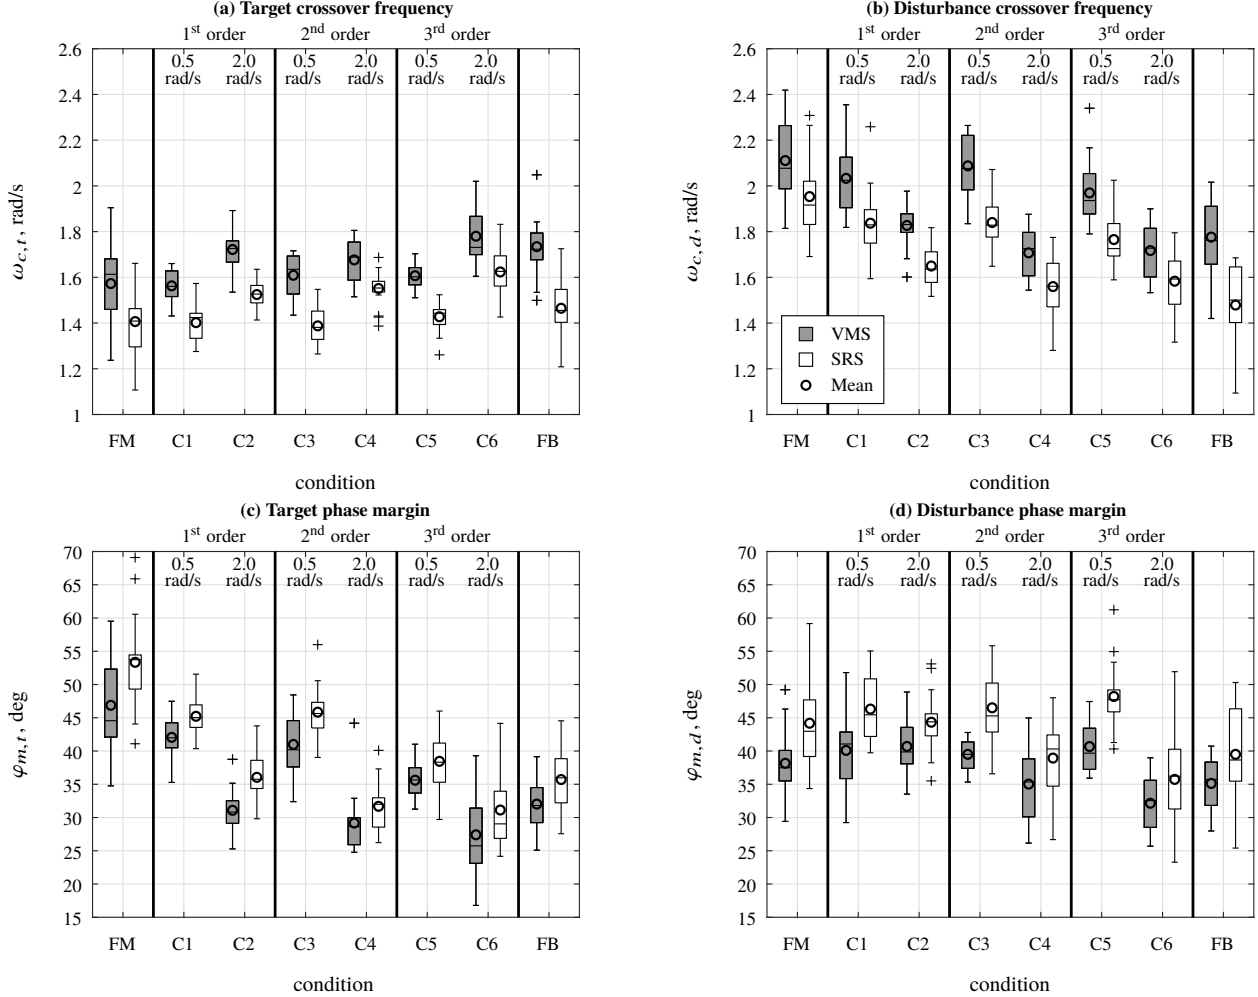 (a) Target crossover frequency
1st order 2nd order 3rd order
0.5 2.0 0.5 2.0 0.5 2.0
rad/s rad/s rad/s rad/s rad/s rad/s
2.6
2.4
2.2
2
1.8
1.6
1.4
1.2
1
ωc,t, rad/s
FM C1 C2 C3 C4 C5 C6 FB
condition
(b) Disturbance crossover frequency
1st order 2nd order 3rd order
0.5 2.0 0.5 2.0 0.5 2.0
rad/s rad/s rad/s rad/s rad/s rad/s
2.6
2.4
2.2
2
1.8
1.6
1.4
1.2
1
ωc,d, rad/s
VMS
SRS
Mean
FM C1 C2 C3 C4 C5 C6 FB
condition
(c) Target phase margin
1st order 2nd order 3rd order
0.5 2.0 0.5 2.0 0.5 2.0
rad/s rad/s rad/s rad/s rad/s rad/s
70
65
60
55
50
45
40
35
30
25
20
15
φm,t, deg
FM C1 C2 C3 C4 C5 C6 FB
condition
(d) Disturbance phase margin
1st order 2nd order 3rd order
0.5 2.0 0.5 2.0 0.5 2.0
rad/s rad/s rad/s rad/s rad/s rad/s
70
65
60
55
50
45
40
35
30
25
20
15
φm,d, deg
FM C1 C2 C3 C4 C5 C6 FB
condition